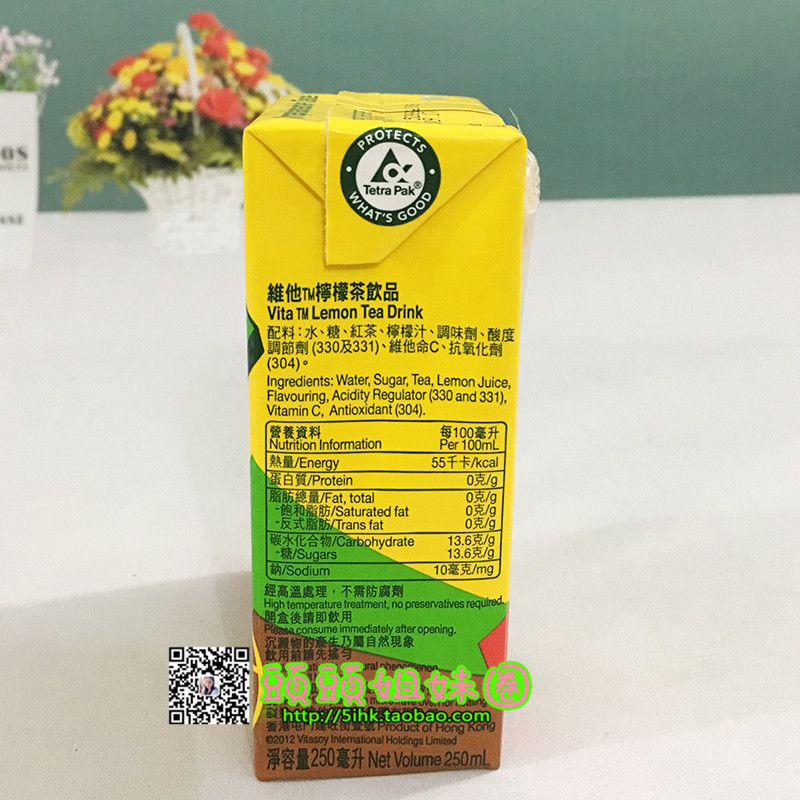 PROTECTS
Tetra Pak®
WHAT'S GOOD
維他TM檸檬茶飲品
Vita TM Lemon Tea Drink
配料：水、糖、紅茶、檸檬汁、調味劑、酸度
調節劑 (330及331)、維他命C、抗氧化劑
(304)。
Ingredients: Water, Sugar, Tea, Lemon Juice,
Flavouring, Acidity Regulator (330 and 331),
Vitamin C, Antioxidant (304).
營養資料 每100毫升
Nutrition Information Per 100mL
熱量/Energy 55千卡/kcal
蛋白質/Protein 0克/g
脂肪總量/Fat, total 0克/g
-飽和脂肪/Saturated fat 0克/g
-反式脂肪/Trans fat 0克/g
碳水化合物/Carbohydrate 13.6克/g
-糖/Sugars 13.6克/g
鈉/Sodium 10毫克/mg
經高溫處理，不需防腐劑
High temperature treatment, no preservatives required.
開盒後請即飲用
Please consume immediately after opening.
沉澱物的產生乃屬自然現象
飲用前請先搖勻
phenomenon
頭頭姐妹圈
http://5ihk.taobao.com/
香港屯門建旺街壹號 Product of Hong Kong
©2012 Vitasoy International Holdings Limited
淨容量250毫升 Net Volume 250mL